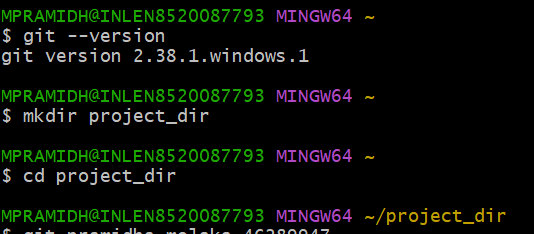 MPRAMIDH@INLEN8520087793 MINGW64 ~
$ git --version
git version 2.38.1.windows.1
MPRAMIDH@INLEN8520087793 MINGW64 ~
$ mkdir project_dir
MPRAMIDH@INLEN8520087793 MINGW64 ~
$ cd project_dir
MPRAMIDH@INLEN8520087793 MINGW64 ~/project_dir
$ git